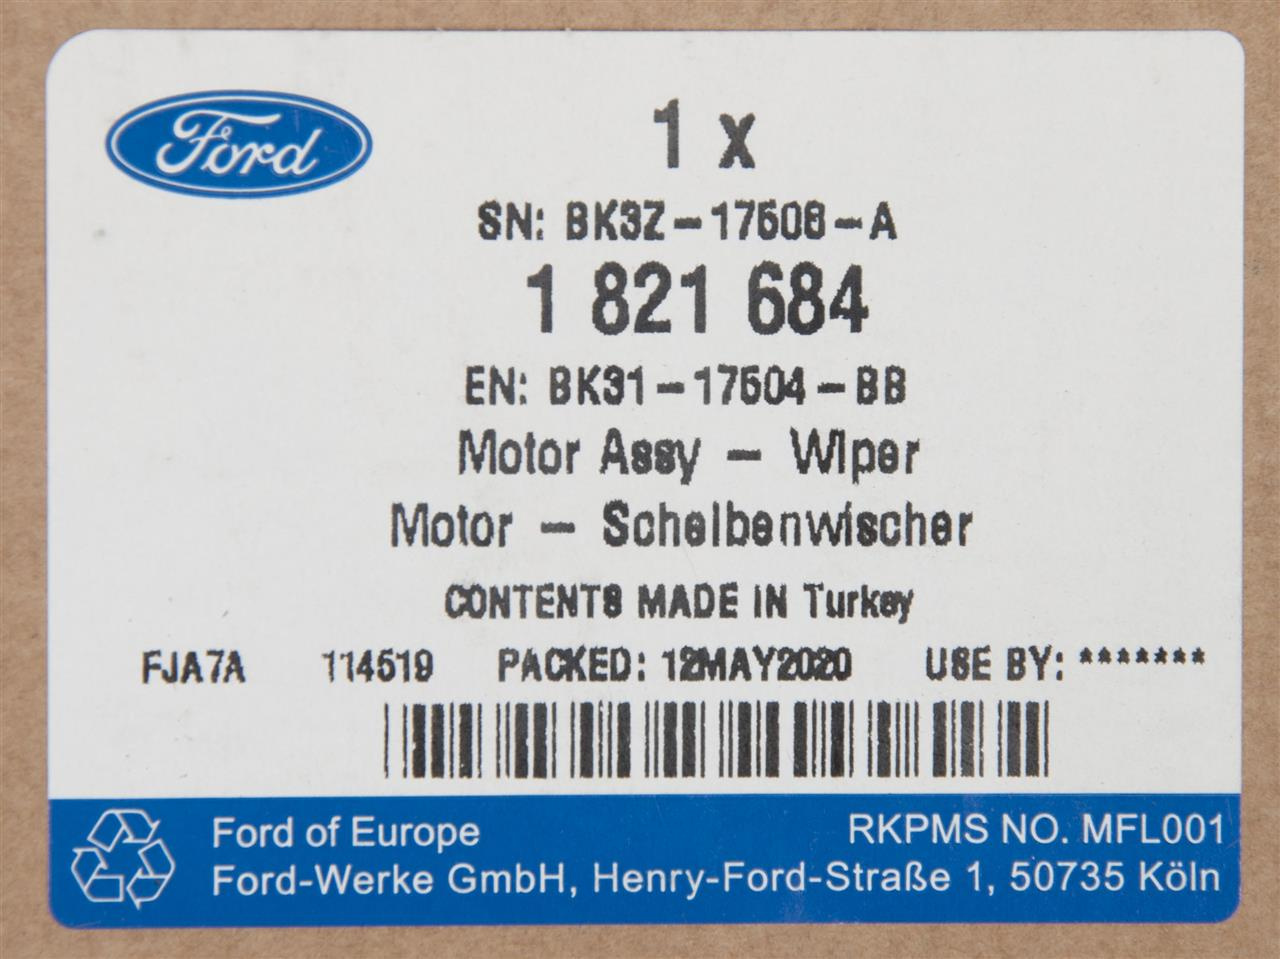 Ford
1 x
SN: BK3Z-17508-A
1 821 684
EN: BK31-17504-BB
Motor Assy - Wiper
Motor - Scheibenwischer
CONTENTS MADE IN Turkey
FJA7A 114519 PACKED: 12MAY2020 USE BY: *******
Ford of Europe RKPMS NO. MFL001
Ford-Werke GmbH, Henry-Ford-Straße 1, 50735 Köln